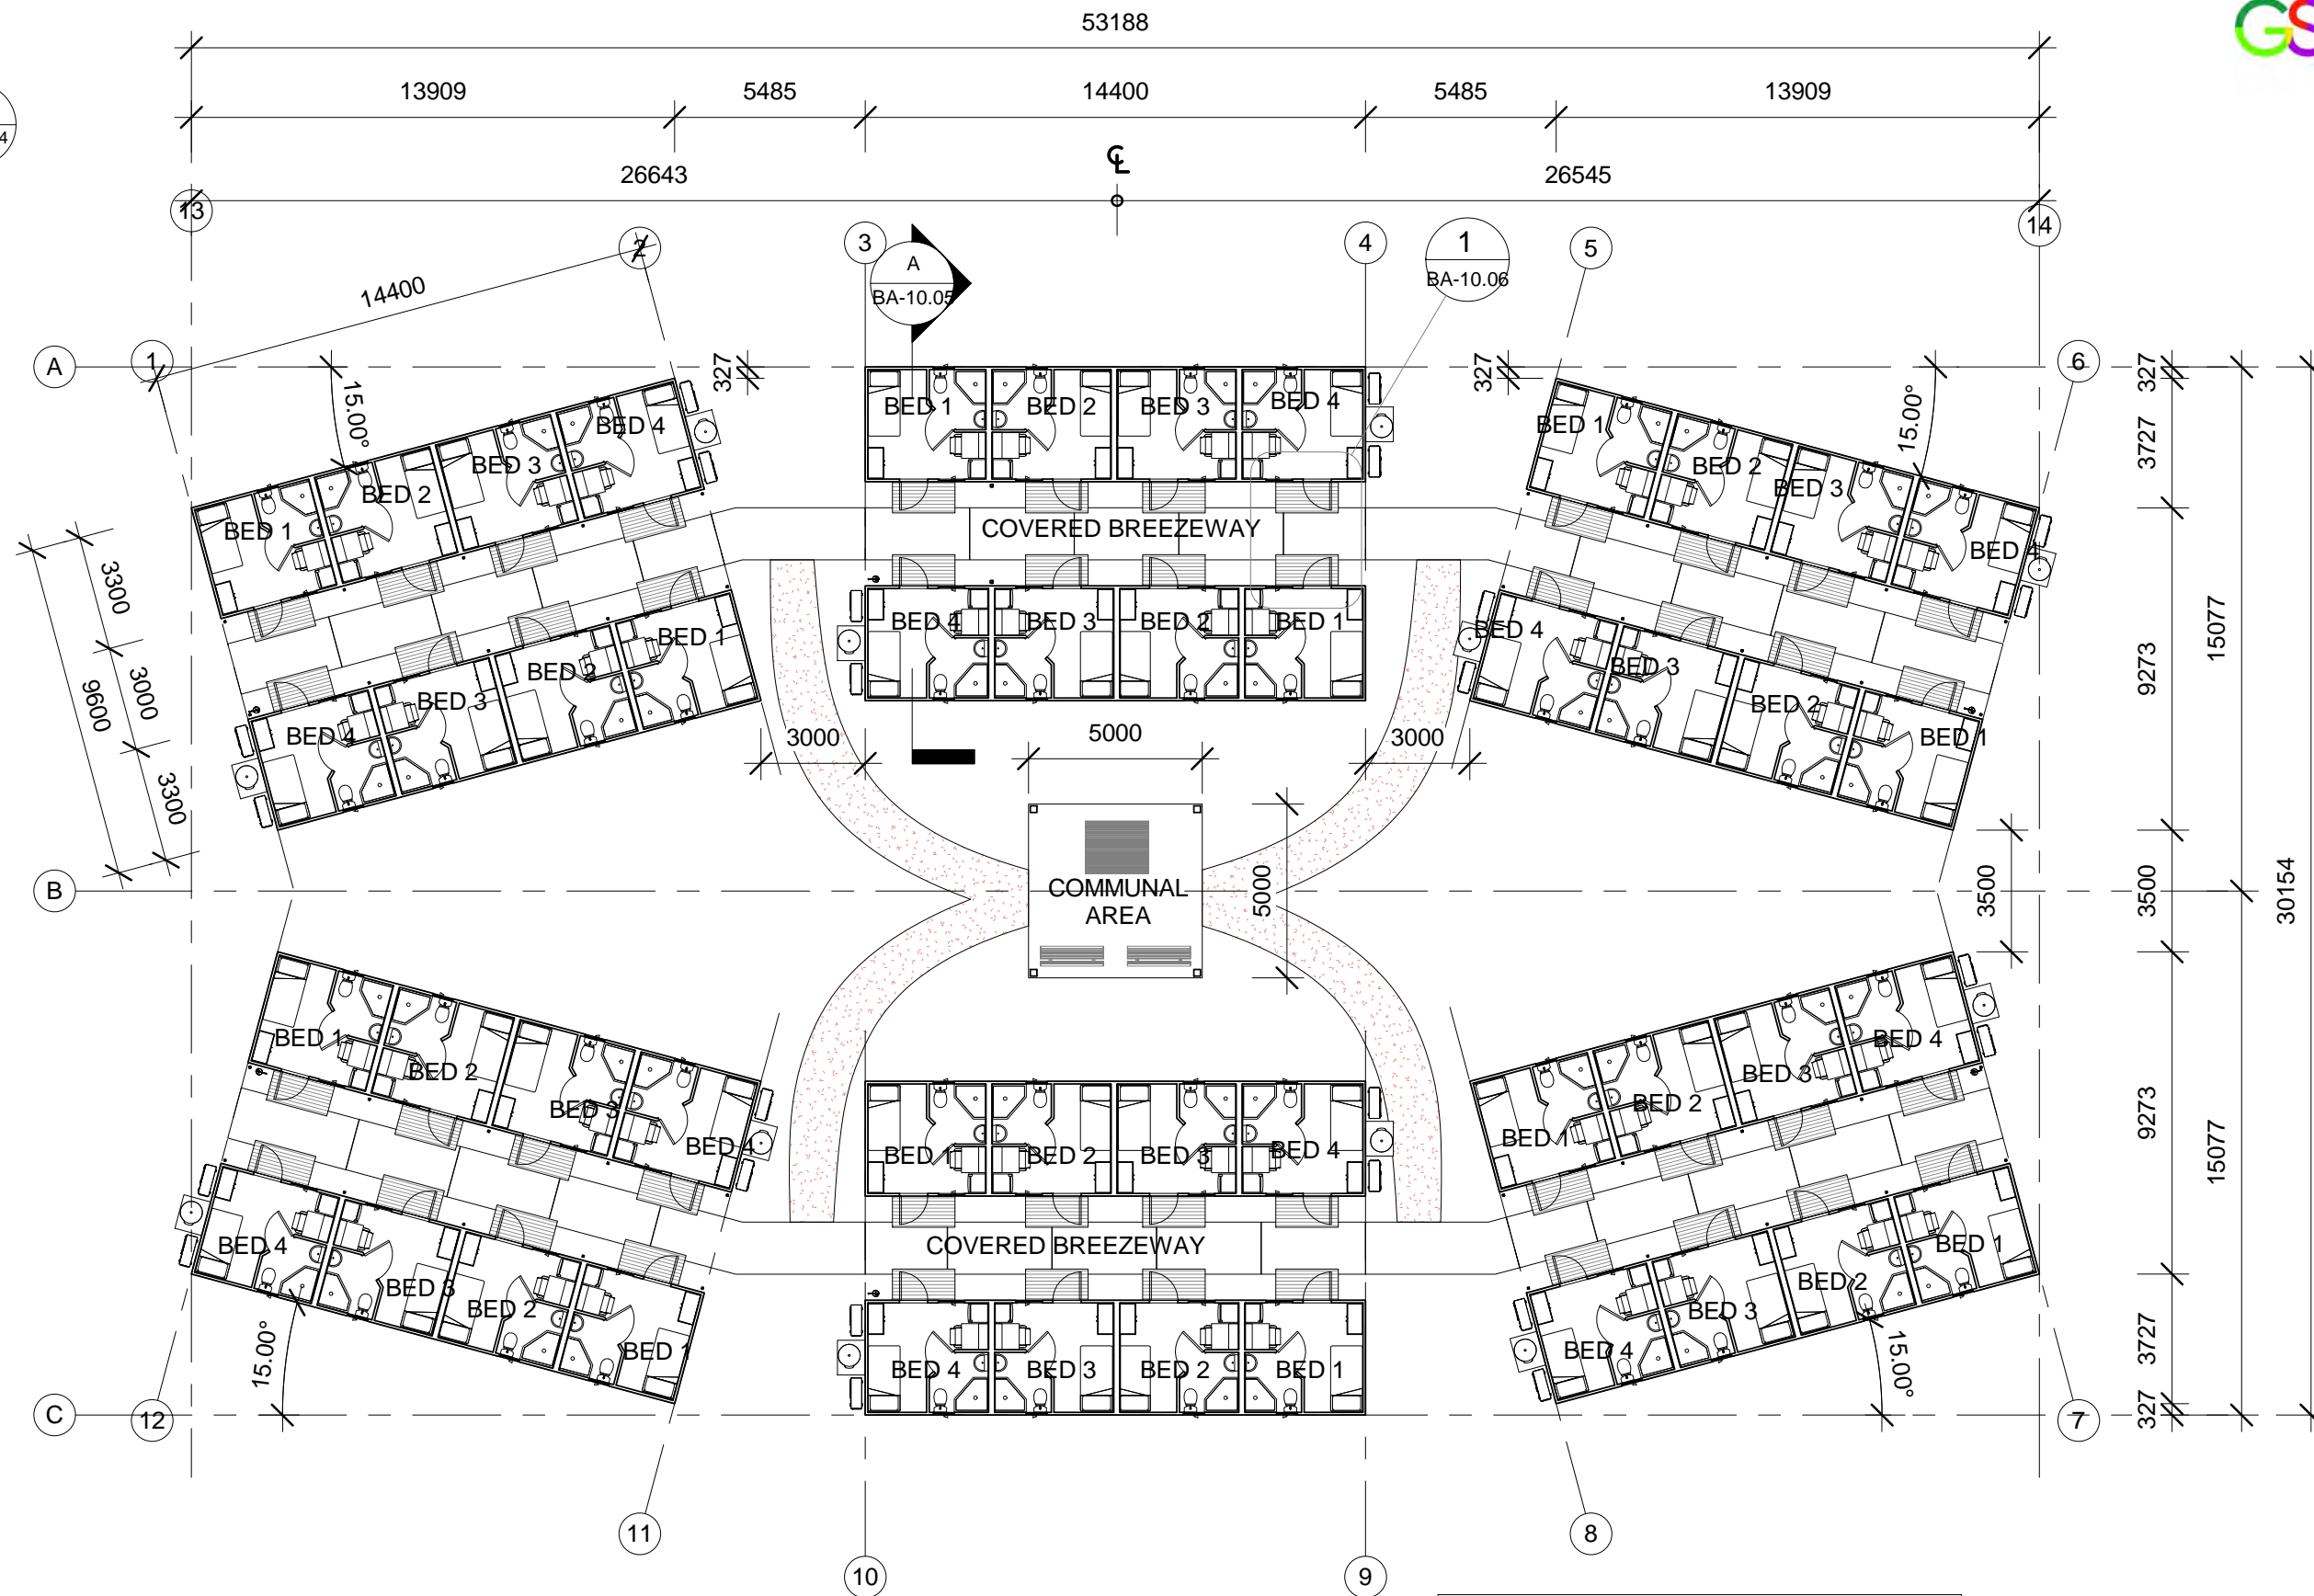 53188
GS
13909 5485 14400 5485 13909
4
℄
26643 26545
13 14
2 3 4 5
A
BA-10.05
1
BA-10.06
14400
A 1 6
327 327 327
15.00° 15.00°
3727
BED 1 BED 2 BED 3 BED 4
BED 1 BED 2 BED 3 BED 4
BED 1 BED 2 BED 3 BED 4
COVERED BREEZEWAY
3300
3000
3300
9600
BED 4 BED 3 BED 2 BED 1
BED 4 BED 3 BED 2 BED 1
BED 4 BED 3 BED 2 BED 1
9273
15077
3000 5000 3000
B
COMMUNAL
AREA
5000
3500 3500
30154
BED 1 BED 2 BED 3 BED 4
BED 1 BED 2 BED 3 BED 4
BED 1 BED 2 BED 3 BED 4
9273
15077
COVERED BREEZEWAY
BED 4 BED 3 BED 2 BED 1
BED 4 BED 3 BED 2 BED 1
BED 4 BED 3 BED 2 BED 1
15.00° 15.00°
3727
327
C 12 7
11 8
10 9